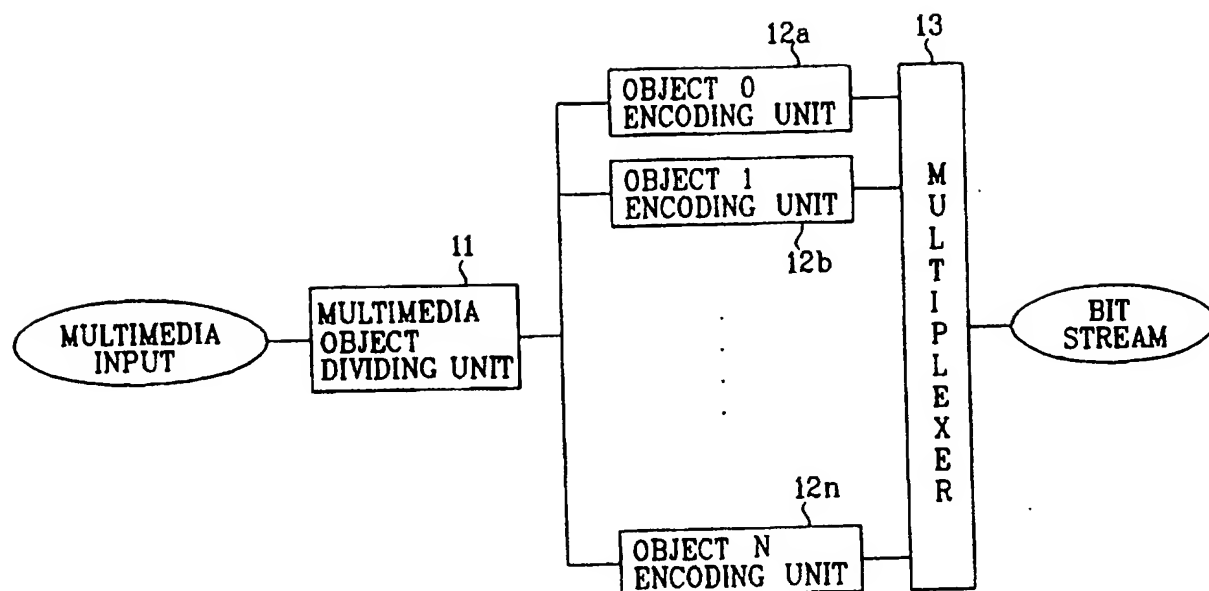 12a
13
OBJECT 0
ENCODING UNIT
OBJECT 1
ENCODING UNIT
12b
11
MULTIMEDIA
INPUT
MULTIMEDIA
OBJECT
DIVIDING UNIT
MULTIPLEXER
BIT
STREAM
12n
OBJECT N
ENCODING UNIT